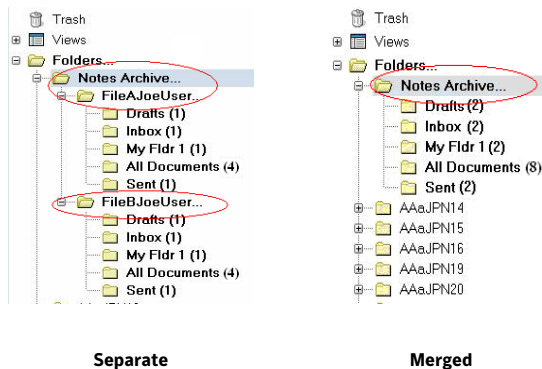 Trash
Views
Folders...
Notes Archive...
FileAJoeUser...
Drafts (1)
Inbox (1)
My Fldr 1 (1)
All Documents (4)
Sent (1)
FileBJoeUser...
Drafts (1)
Inbox (1)
My Fldr 1 (1)
All Documents (4)
Sent (1)
Separate
Trash
Views
Folders...
Notes Archive...
Drafts (2)
Inbox (2)
My Fldr 1 (2)
All Documents (8)
Sent (2)
AAaJPN14
AAaJPN15
AAaJPN16
AAaJPN19
AAaJPN20
Merged